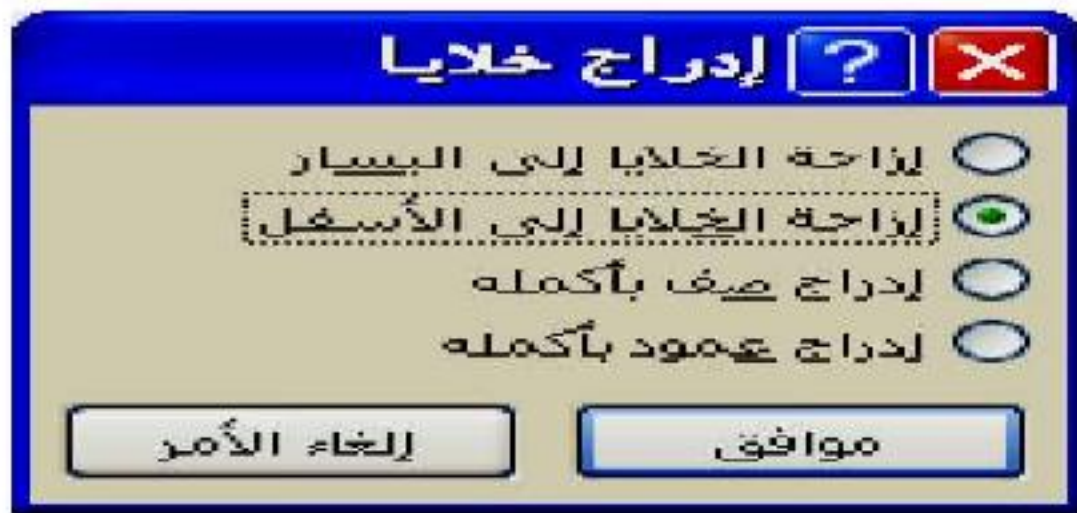 إدراج خلايا ?
إزاحة الخلايا إلى اليسار
إزاحة الخلايا إلى الأسفل
إدراج صف بأكمله
إدراج عمود بأكمله
موافق إلغاء الأمر